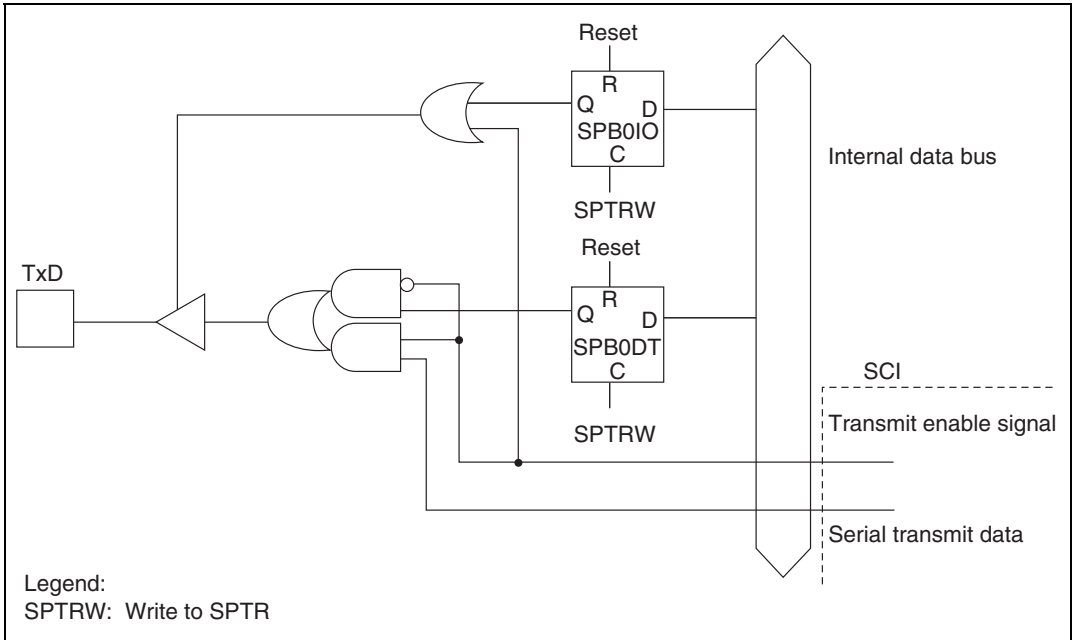 Reset
R
Q D
SPB0IO
C
SPTRW
Internal data bus
Reset
R
Q D
SPB0DT
C
SPTRW
TxD
SCI
Transmit enable signal
Serial transmit data
Legend:
SPTRW: Write to SPTR